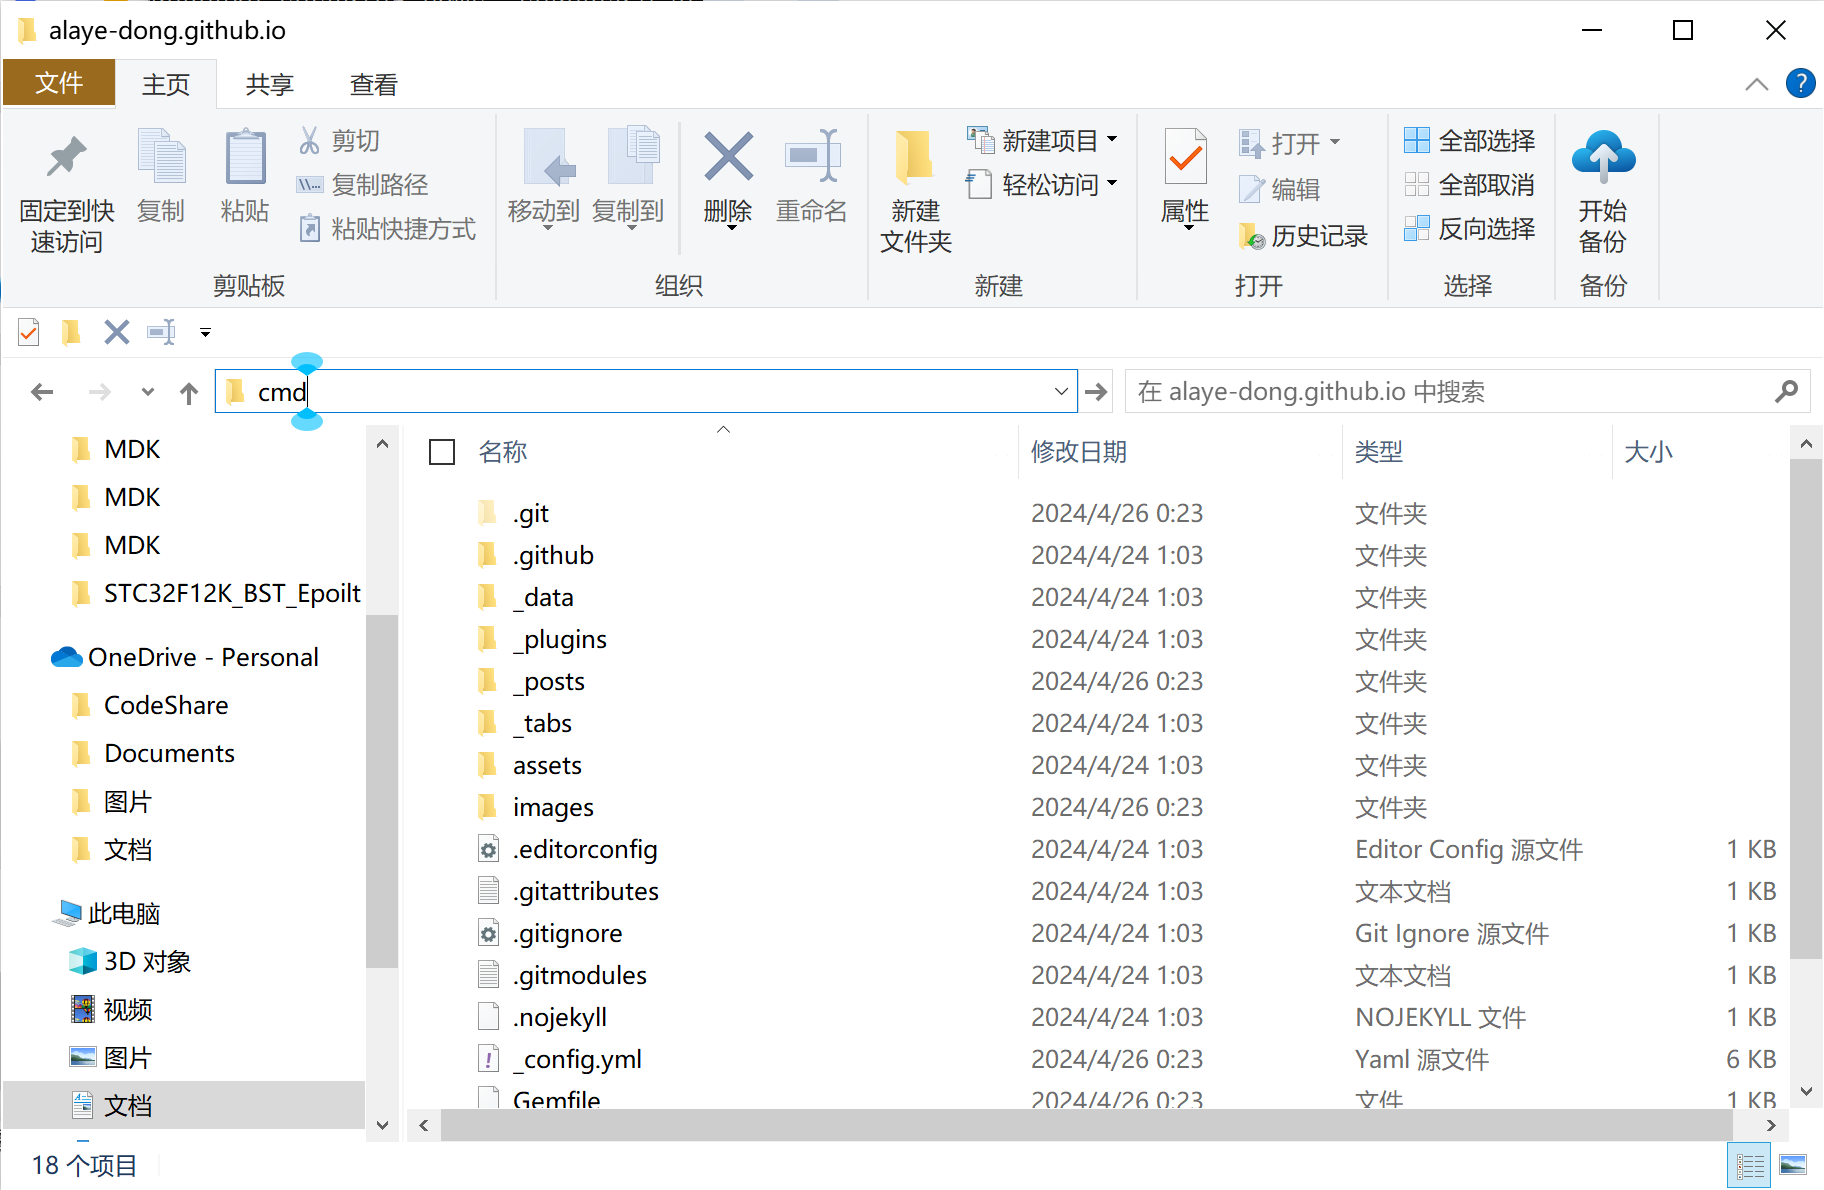 alaye-dong.github.io
文件 主页 共享 查看
固定到快速访问
复制
粘贴
剪切
复制路径
粘贴快捷方式
剪贴板
移动到
复制到
删除
重命名
组织
新建文件夹
新建项目
轻松访问
新建
属性
打开
编辑
历史记录
打开
全部选择
全部取消
反向选择
选择
开始备份
备份
cmd
在 alaye-dong.github.io 中搜索
MDK
MDK
MDK
STC32F12K_BST_Epoilt
OneDrive - Personal
CodeShare
Documents
图片
文档
此电脑
3D 对象
视频
图片
文档
名称 修改日期 类型 大小
.git 2024/4/26 0:23 文件夹
.github 2024/4/24 1:03 文件夹
_data 2024/4/24 1:03 文件夹
_plugins 2024/4/24 1:03 文件夹
_posts 2024/4/26 0:23 文件夹
_tabs 2024/4/24 1:03 文件夹
assets 2024/4/24 1:03 文件夹
images 2024/4/26 0:23 文件夹
.editorconfig 2024/4/24 1:03 Editor Config 源文件 1 KB
.gitattributes 2024/4/24 1:03 文本文档 1 KB
.gitignore 2024/4/24 1:03 Git Ignore 源文件 1 KB
.gitmodules 2024/4/24 1:03 文本文档 1 KB
.nojekyll 2024/4/24 1:03 NOJEKYLL 文件 1 KB
_config.yml 2024/4/26 0:23 Yaml 源文件 6 KB
Gemfile 2024/4/26 0:23 文件 1 KB
18 个项目